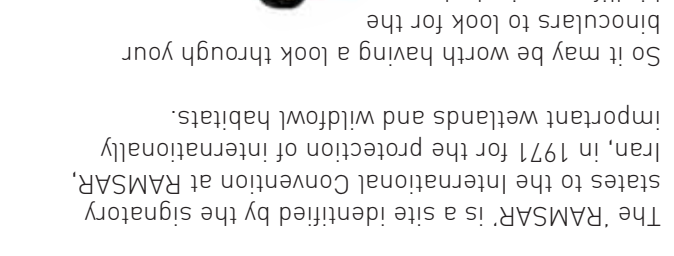 The 'RAMSAR' is a site identified by the signatory
states to the International Convention at RAMSAR,
Iran, in 1971 for the protection of internationally
important wetlands and wildfowl habitats.
So it may be worth having a look through your
binoculars to look for the